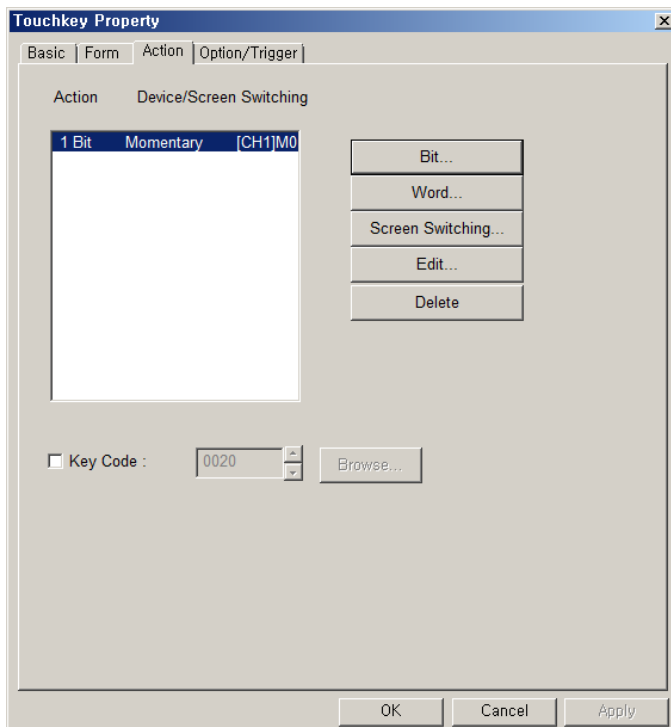 Touchkey Property
Basic Form Action Option/Trigger
Action Device/Screen Switching
1 Bit Momentary [CH1]M0
Bit...
Word...
Screen Switching...
Edit...
Delete
Key Code : 0020 Browse...
OK Cancel Apply